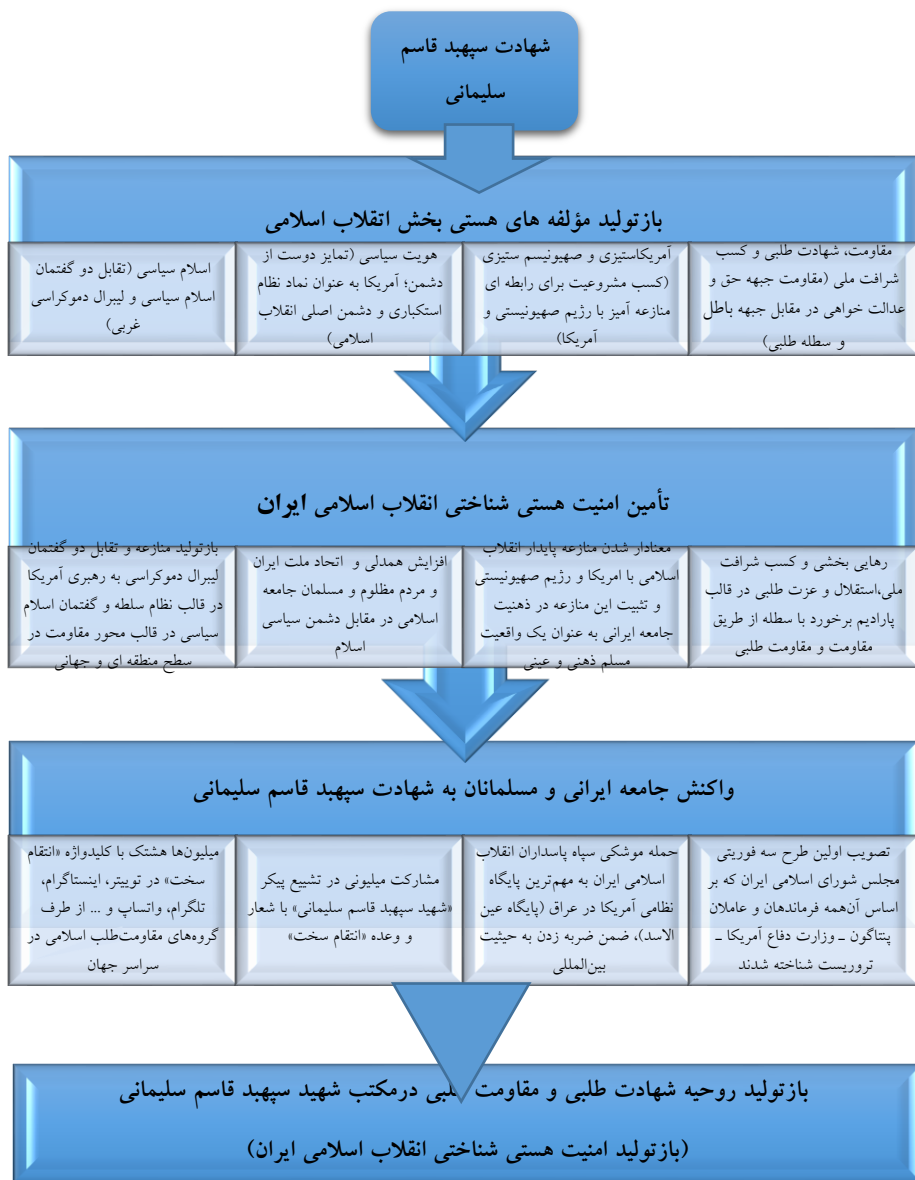 شهادت سپهبد قاسم
سلیمانی
بازتولید مؤلفه های هستی بخش اتقلاب اسلامی
مقاومت، شهادت طلبی و کسب
شرافت ملی (مقاومت جبهه حق و
عدالت خواهی در مقابل جبهه باطل
و سطله طلبی)
آمریکاستیزی و صهیونیسم ستیزی
(کسب مشروعیت برای رابطه ای
منازعه آمیز با رژیم صهیونیستی و
آمریکا)
هویت سیاسی (تمایز دوست از
دشمن؛ آمریکا به عنوان نماد نظام
استکباری و دشمن اصلی انقلاب
اسلامی)
اسلام سیاسی (تقابل دو گفتمان
اسلام سیاسی و لیبرال دموکراسی
غربی)
تأمین امنیت هستی شناختی انقلاب اسلامی ایران
رهایی بخشی و کسب شرافت
ملی،استقلال و عزت طلبی در قالب
پارادیم برخورد با سطله از طریق
مقاومت و مقاومت طلبی
معنادار شدن منازعه پایدار انقلاب
اسلامی با امریکا و رژیم صهیونیستی
و تثبیت این منازعه در ذهنیت
جامعه ایرانی به عنوان یک واقعیت
مسلم ذهنی و عینی
افزایش همدلی و اتحاد ملت ایران
و مردم مظلوم و مسلمان جامعه
اسلامی در مقابل دشمن سیاسی
اسلام
بازتولید منازعه و تقابل دو گفتمان
لیبرال دموکراسی به رهبری آمریکا
در قالب نظام سلطه و گفتمان اسلام
سیاسی در قالب محور مقاومت در
سطح منطقه ای و جهانی
واکنش جامعه ایرانی و مسلمانان به شهادت سپهبد قاسم سلیمانی
تصویب اولین طرح سه فوریتی
مجلس شورای اسلامی ایران که بر
اساس آن‌همه فرماندهان و عاملان
پنتاگون ـ وزارت دفاع آمریکا ـ
تروریست شناخته شدند
حمله موشکی سپاه پاسداران انقلاب
اسلامی ایران به مهم‌ترین پایگاه
نظامی آمریکا در عراق (پایگاه عین
الاسد)، ضمن ضربه زدن به حیثیت
بین‌المللی
مشارکت میلیونی در تشییع پیکر
«شهید سپهبد قاسم سلیمانی» با شعار
و وعده «انتقام سخت»
میلیون‌ها هشتک با کلیدواژه «انتقام
سخت» در توییتر، اینستاگرام،
تلگرام، واتساپ و ... از طرف
گروه‌های مقاومت‌طلب اسلامی در
سراسر جهان
بازتولید روحیه شهادت طلبی و مقاومت طلبی درمکتب شهید سپهبد قاسم سلیمانی
(بازتولید امنیت هستی شناختی انقلاب اسلامی ایران)